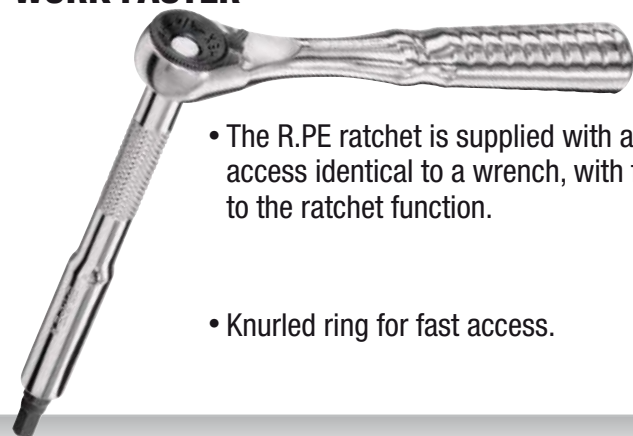 WORK FASTER
• The R.PE ratchet is supplied with a
access identical to a wrench, with
to the ratchet function.
• Knurled ring for fast access.